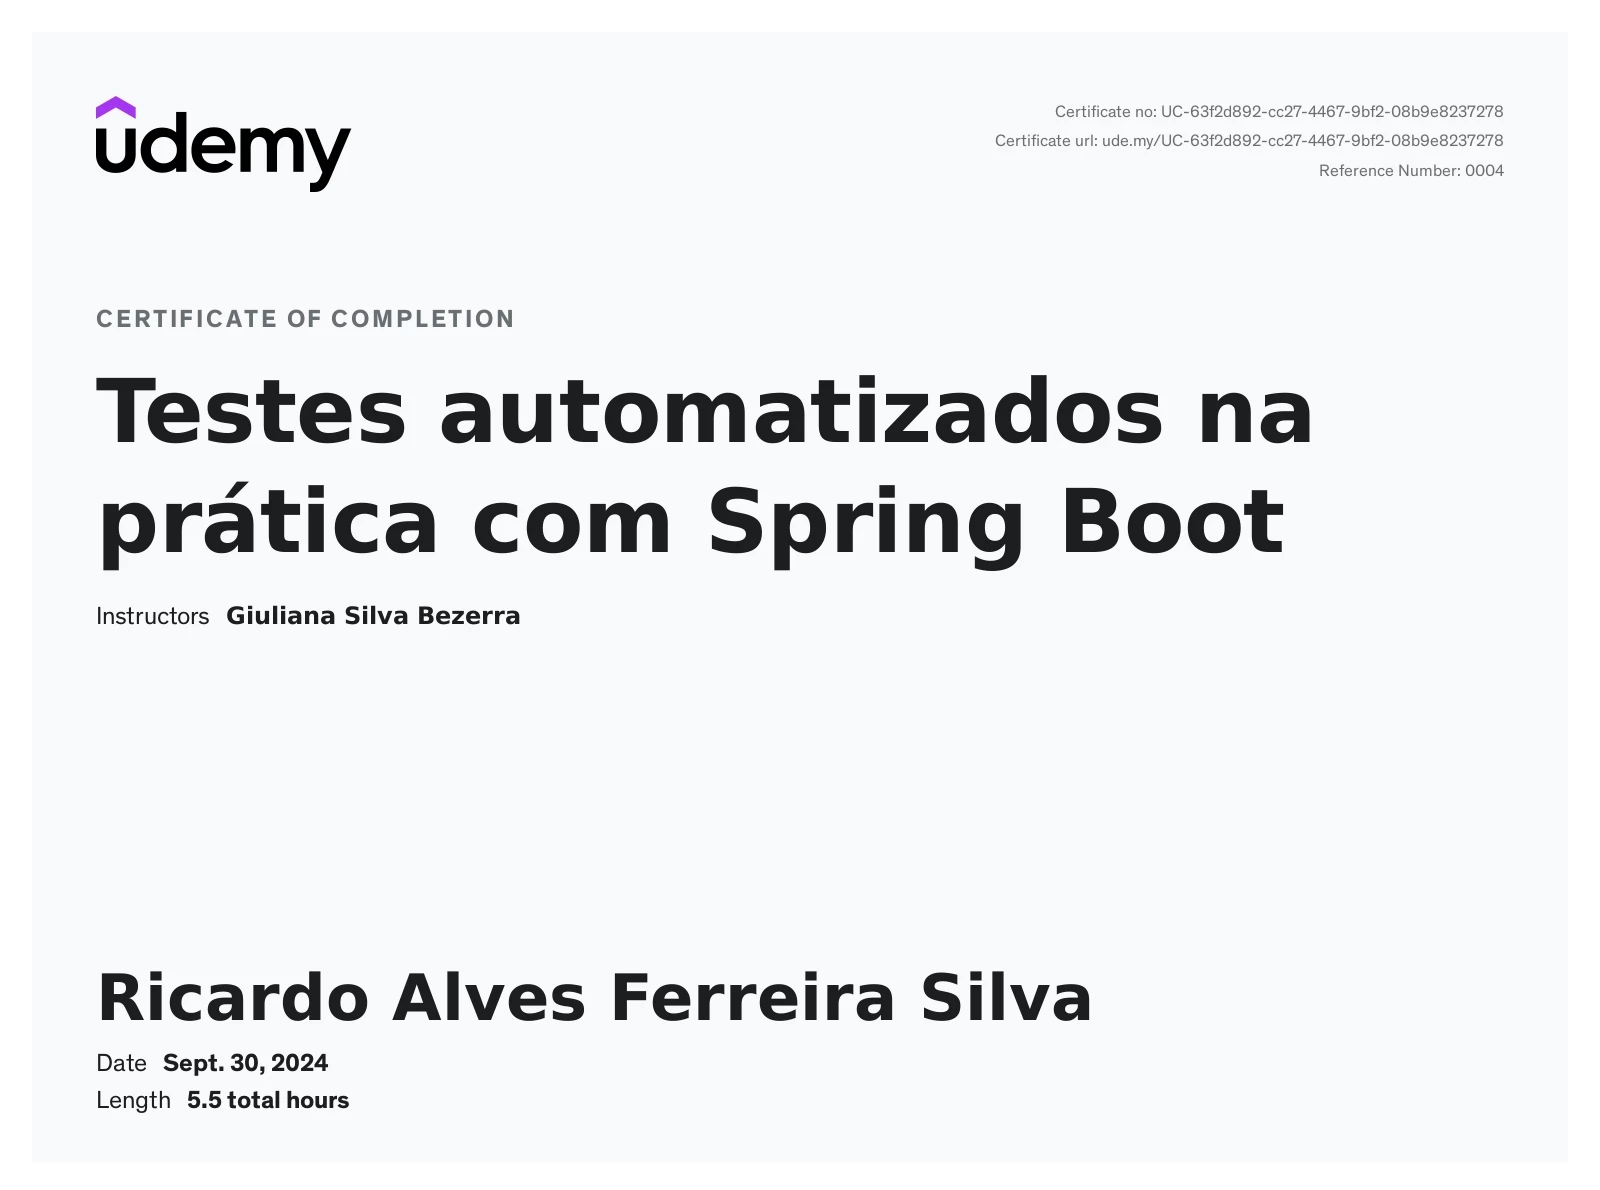 udemy
Certificate no: UC-63f2d892-cc27-4467-9bf2-08b9e8237278
Certificate url: ude.my/UC-63f2d892-cc27-4467-9bf2-08b9e8237278
Reference Number: 0004
CERTIFICATE OF COMPLETION
Testes automatizados na
prática com Spring Boot
Instructors Giuliana Silva Bezerra
Ricardo Alves Ferreira Silva
Date Sept. 30, 2024
Length 5.5 total hours